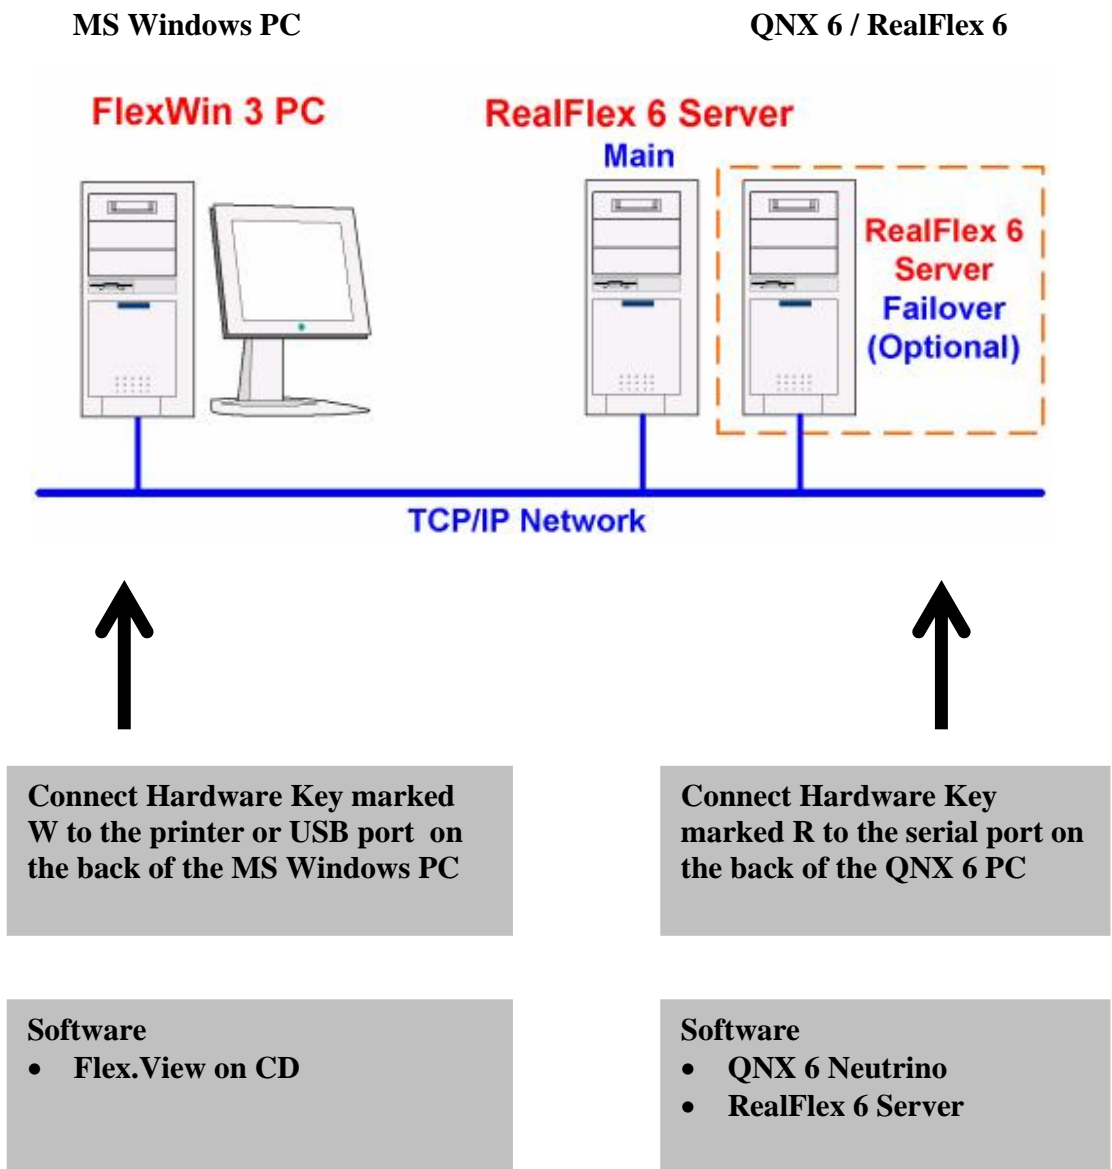 MS Windows PC
QNX 6 / RealFlex 6
FlexWin 3 PC
RealFlex 6 Server
Main
RealFlex 6
Server
Failover
(Optional)
TCP/IP Network
Connect Hardware Key marked
W to the printer or USB port on
the back of the MS Windows PC
Connect Hardware Key
marked R to the serial port on
the back of the QNX 6 PC
Software
• Flex.View on CD
Software
• QNX 6 Neutrino
• RealFlex 6 Server